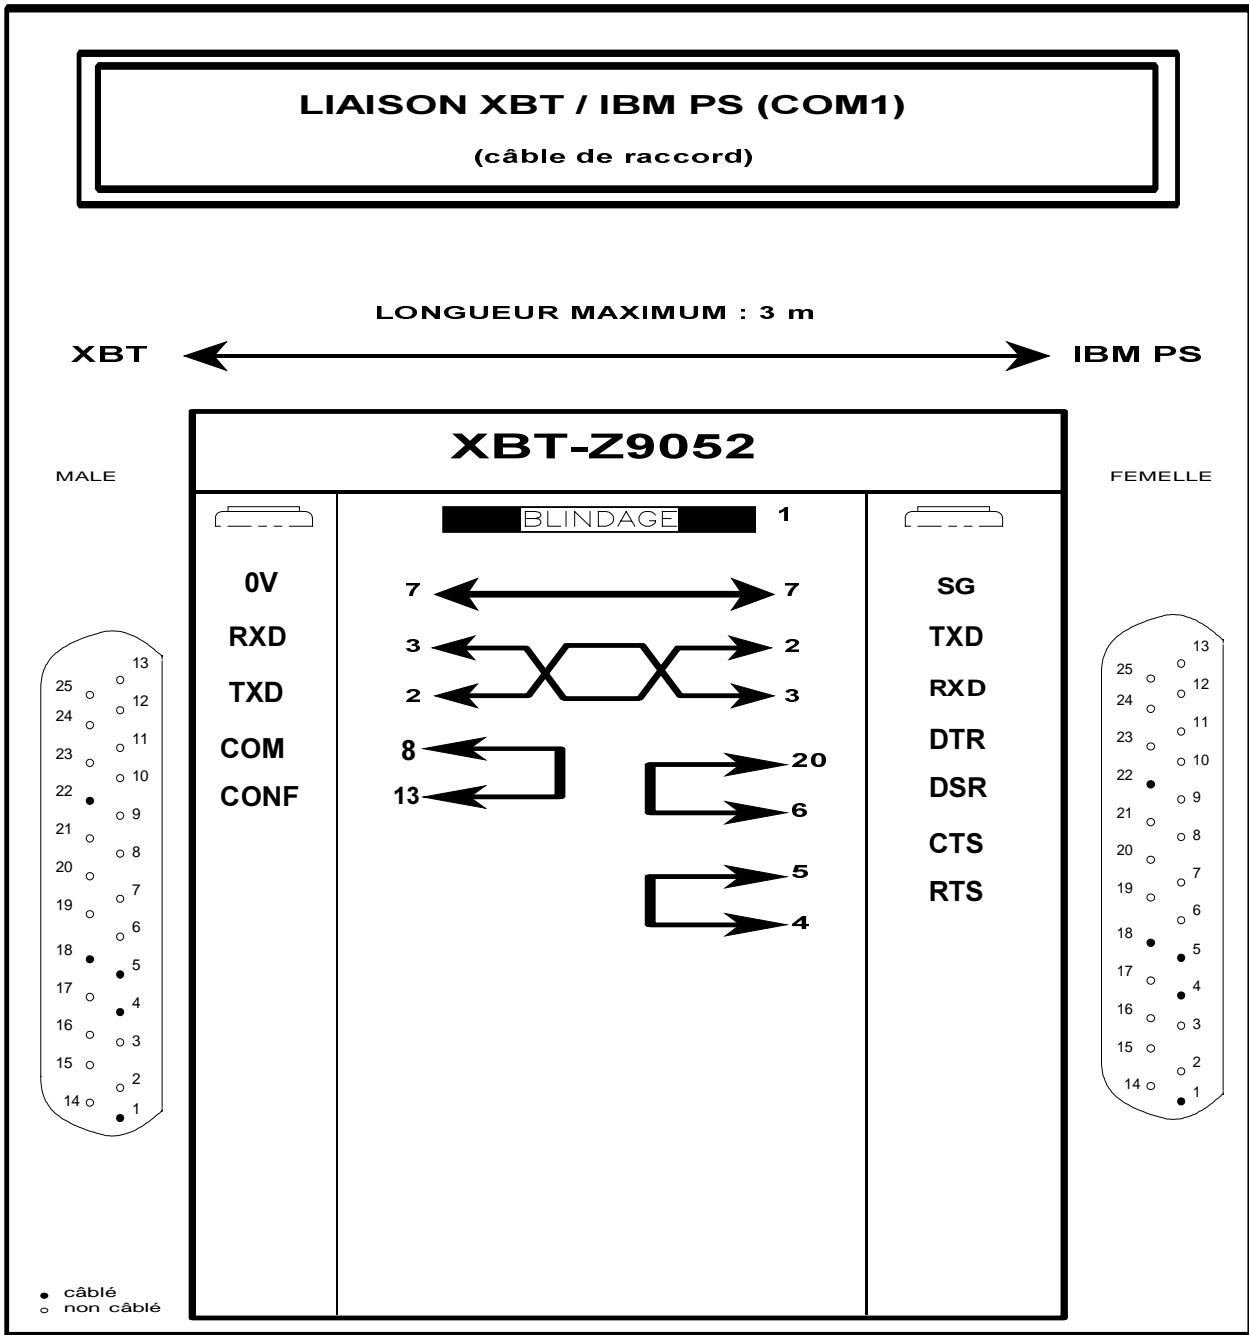 LIAISON XBT / IBM PS (COM1)
(câble de raccord)
LONGUEUR MAXIMUM : 3 m
XBT
IBM PS
XBT-Z9052
MALE
FEMELLE
BLINDAGE 1
0V 7 7 SG
RXD 3 2 TXD
TXD 2 3 RXD
COM 8
CONF 13
20 DTR
6 DSR
5 CTS
4 RTS
13
25
12
24
11
23
10
22
9
21
8
20
7
19
6
18
5
17
4
16
3
15
2
14
1
13
25
12
24
11
23
10
22
9
21
8
20
7
19
6
18
5
17
4
16
3
15
2
14
1
câblé
non câblé